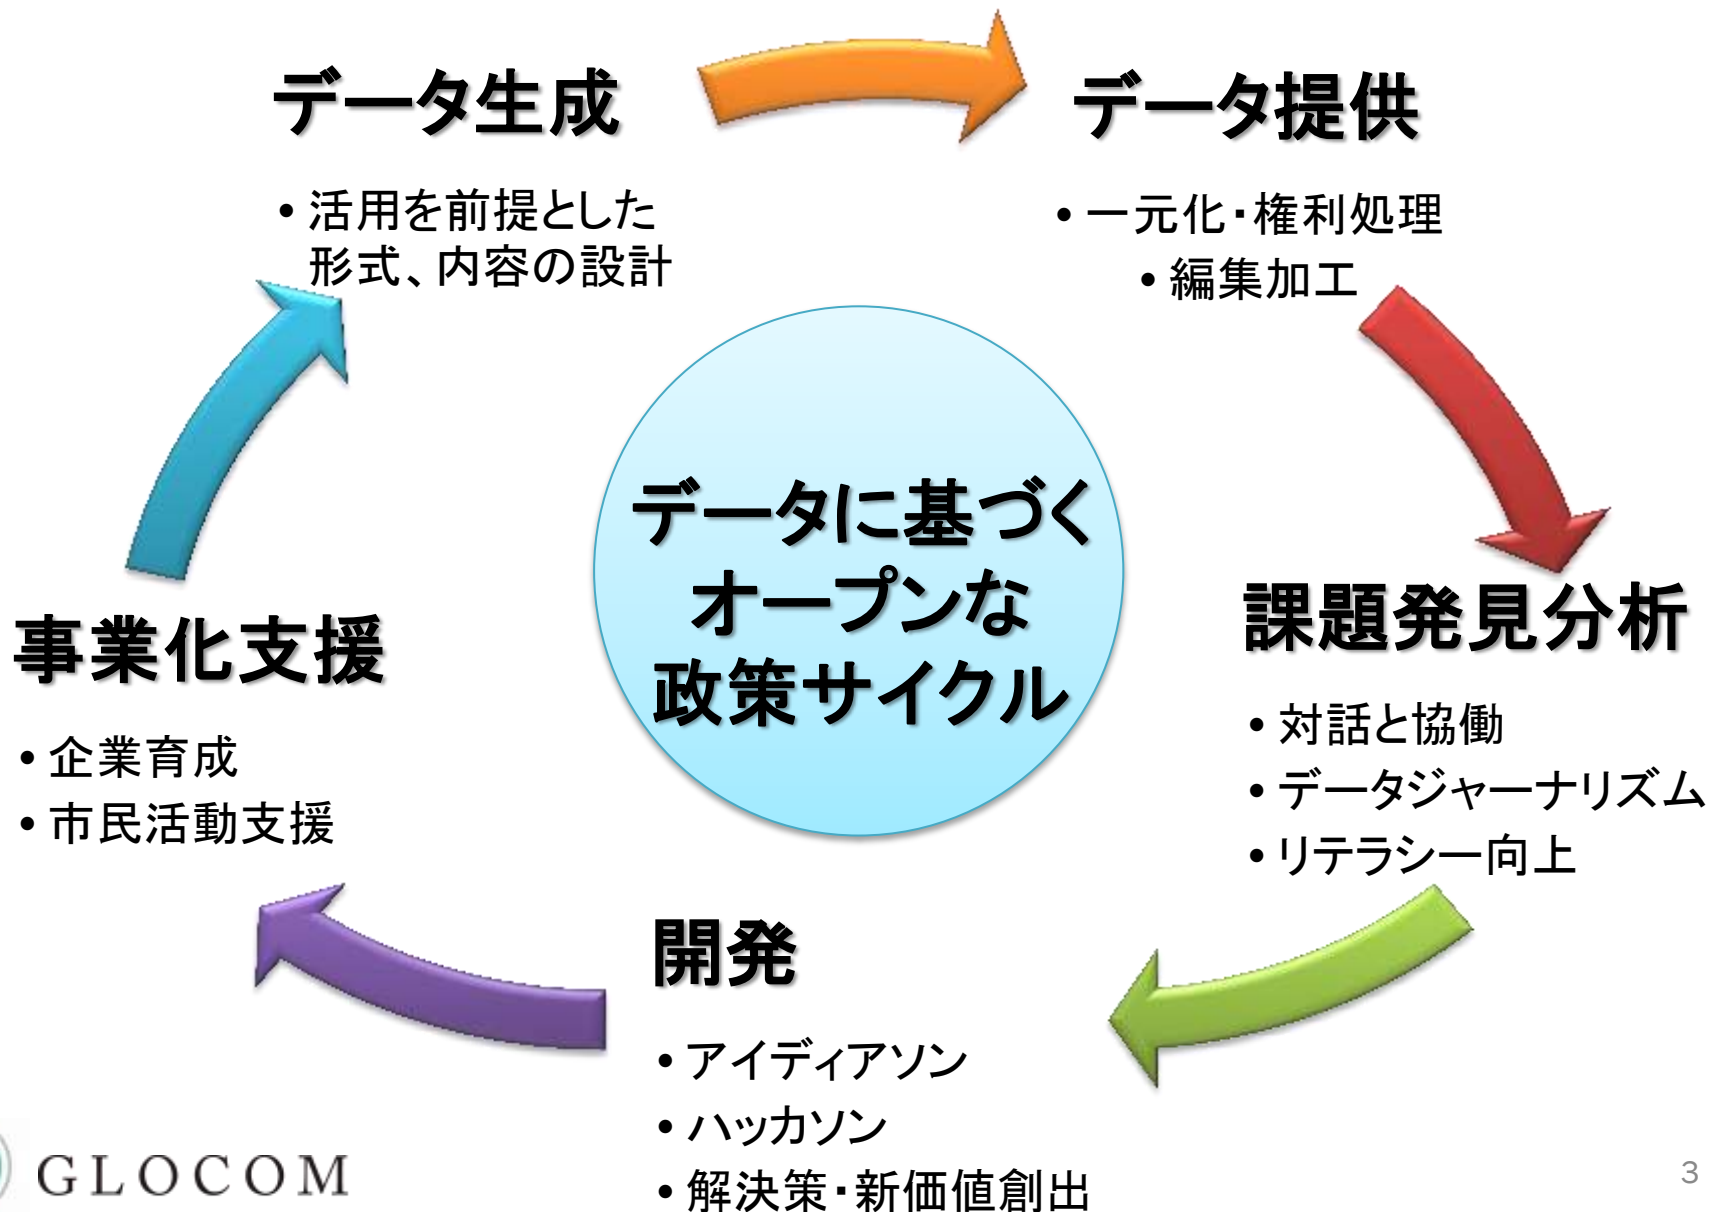 データ生成
• 活用を前提とした
形式、内容の設計
データ提供
• 一元化・権利処理
• 編集加工
課題発見分析
• 対話と協働
• データジャーナリズム
• リテラシー向上
開発
• アイディアソン
• ハッカソン
• 解決策・新価値創出
事業化支援
• 企業育成
• 市民活動支援
データに基づく
オープンな
政策サイクル
GLOCOM
3